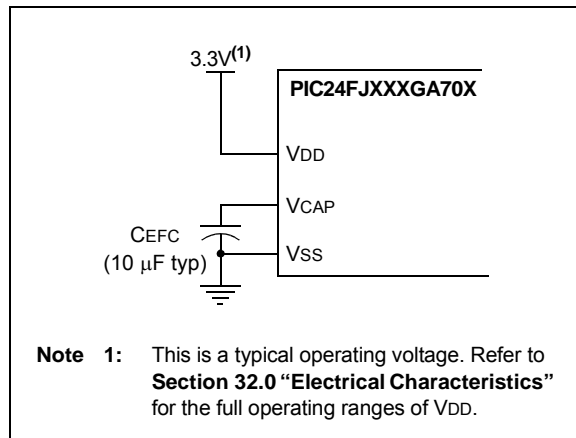 3.3V(1)
PIC24FJXXXGA70X
VDD
VCAP
CEFC
(10 μF typ)
VSS
Note 1: This is a typical operating voltage. Refer to
Section 32.0 “Electrical Characteristics”
for the full operating ranges of VDD.